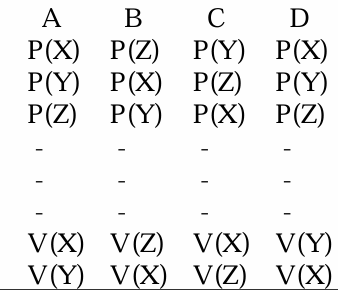 A B C D
P(X) P(Z) P(Y) P(X)
P(Y) P(X) P(Z) P(Y)
P(Z) P(Y) P(X) P(Z)
- - - -
- - - -
- - - -
V(X) V(Z) V(X) V(Y)
V(Y) V(X) V(Z) V(X)